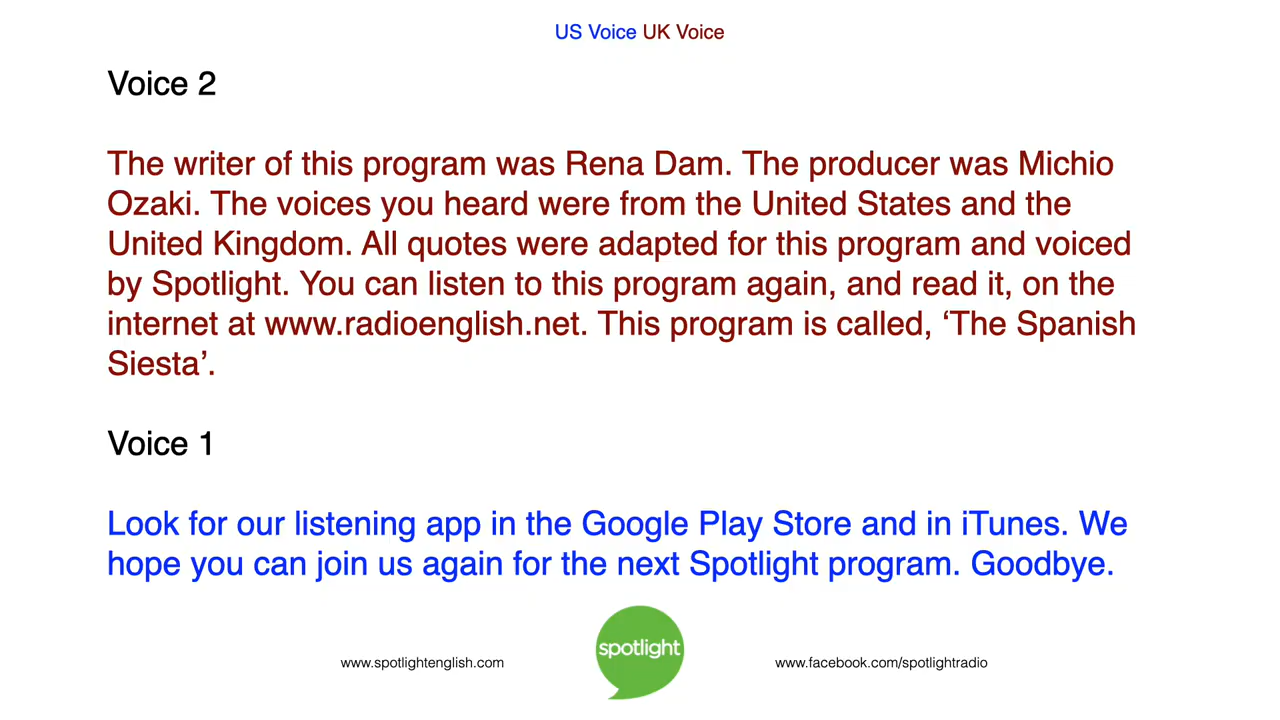 US Voice UK Voice
Voice 2
The writer of this program was Rena Dam. The producer was Michio
Ozaki. The voices you heard were from the United States and the
United Kingdom. All quotes were adapted for this program and voiced
by Spotlight. You can listen to this program again, and read it, on the
internet at www.radioenglish.net. This program is called, ‘The Spanish
Siesta’.
Voice 1
Look for our listening app in the Google Play Store and in iTunes. We
hope you can join us again for the next Spotlight program. Goodbye.
www.spotlightenglish.com
spotlight
www.facebook.com/spotlightradio